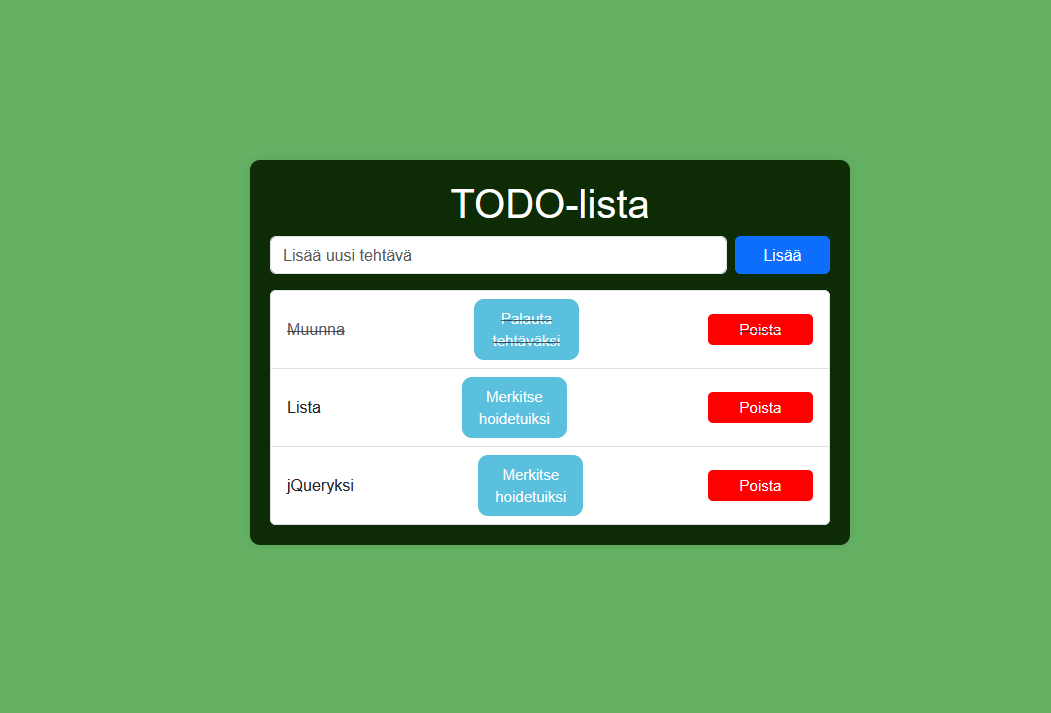 TODO-lista
Lisää uusi tehtävä
Lisää
Muunna
Palauta
tehtäväksi
Poista
Lista
Merkitse
hoidetuiksi
Poista
jQueryksi
Merkitse
hoidetuiksi
Poista